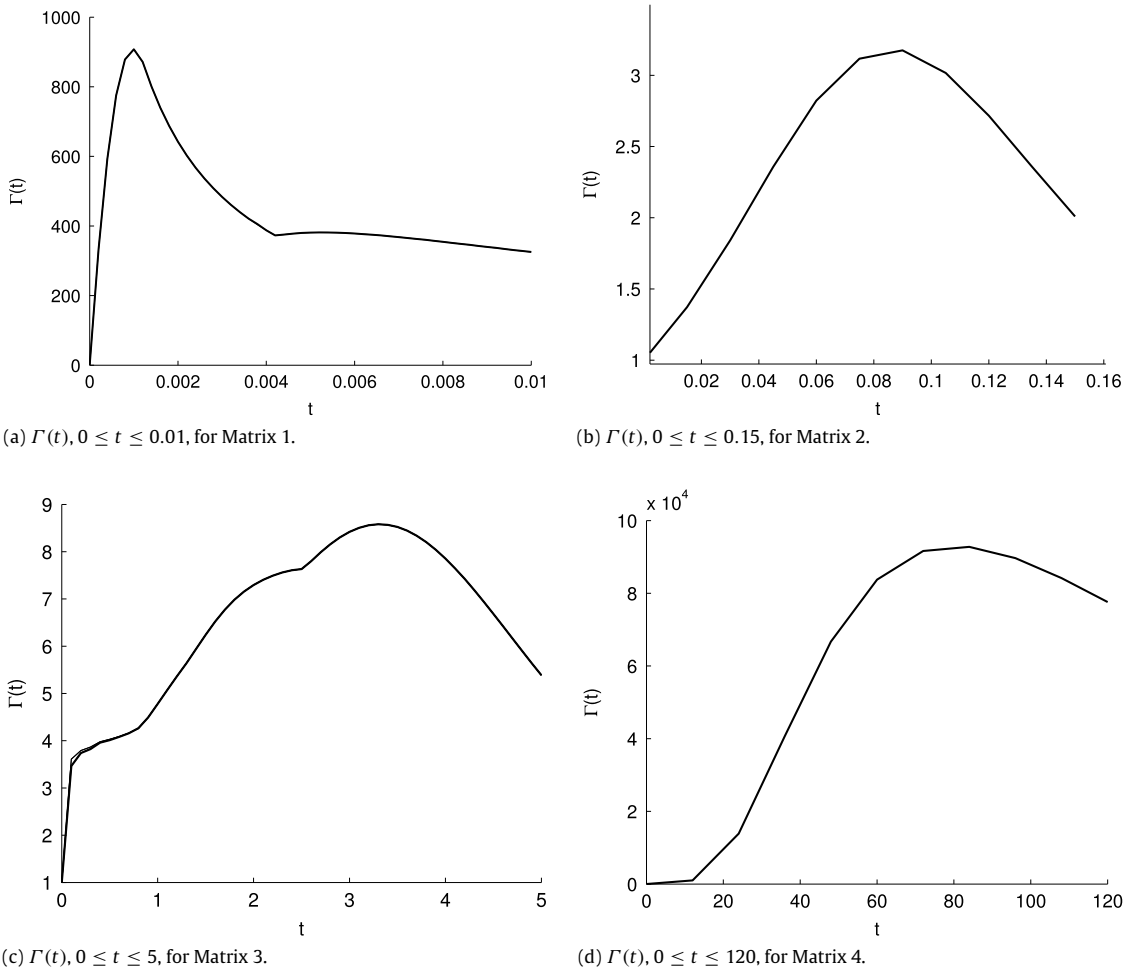 1000
800
600
400
200
0
Γ(t)
0 0.002 0.004 0.006 0.008 0.01
t
(a) Γ(t), 0 ≤ t ≤ 0.01, for Matrix 1.
3
2.5
2
1.5
1
Γ(t)
0.02 0.04 0.06 0.08 0.1 0.12 0.14 0.16
t
(b) Γ(t), 0 ≤ t ≤ 0.15, for Matrix 2.
9
8
7
6
5
4
3
2
1
Γ(t)
0 1 2 3 4 5
t
(c) Γ(t), 0 ≤ t ≤ 5, for Matrix 3.
x 10^4
10
8
6
4
2
0
Γ(t)
0 20 40 60 80 100 120
t
(d) Γ(t), 0 ≤ t ≤ 120, for Matrix 4.